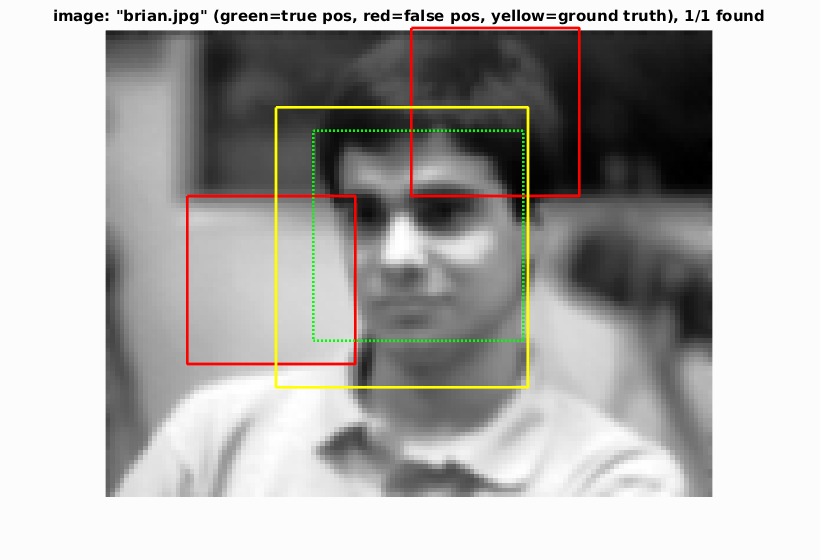 image: "brian.jpg" (green=true pos, red=false pos, yellow=ground truth), 1/1 found